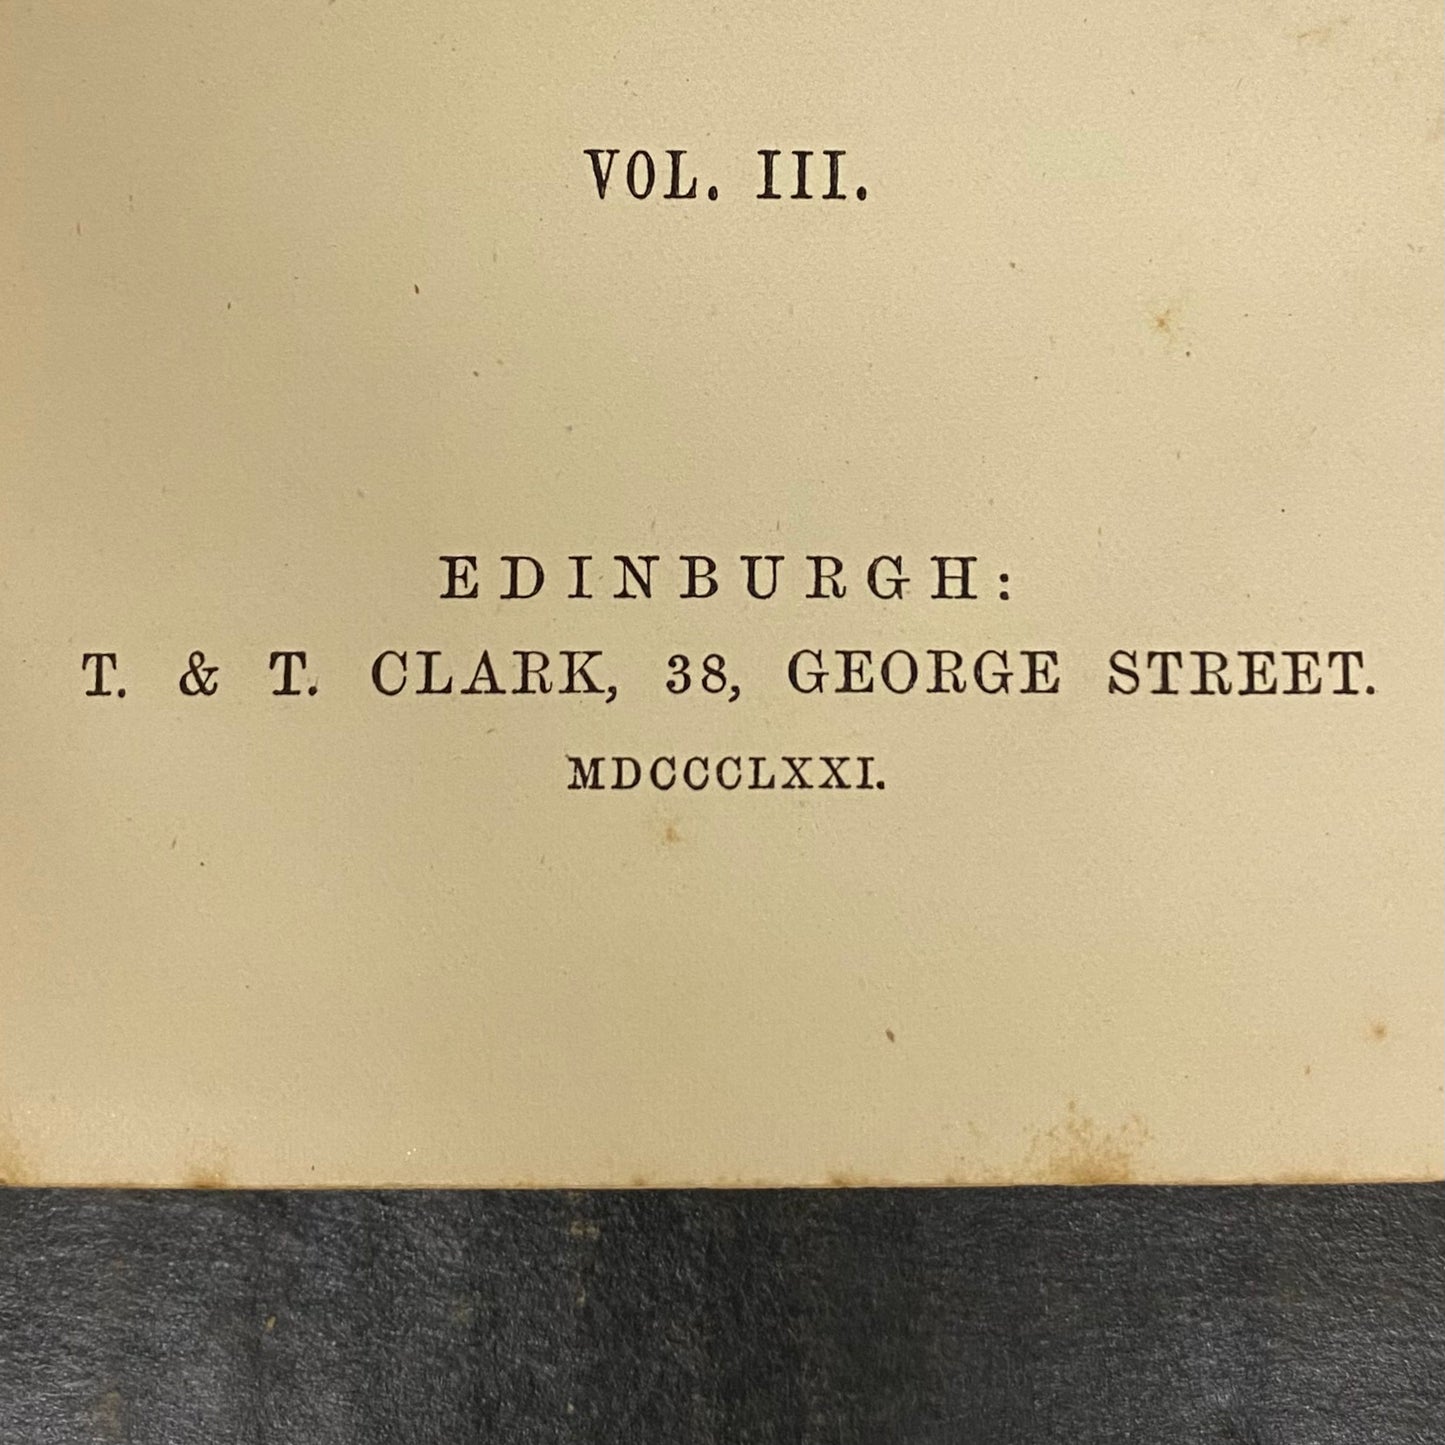 VOL. III.
EDINBURGH:
T. & T. CLARK, 38, GEORGE STREET.
MDCCCLXXI.